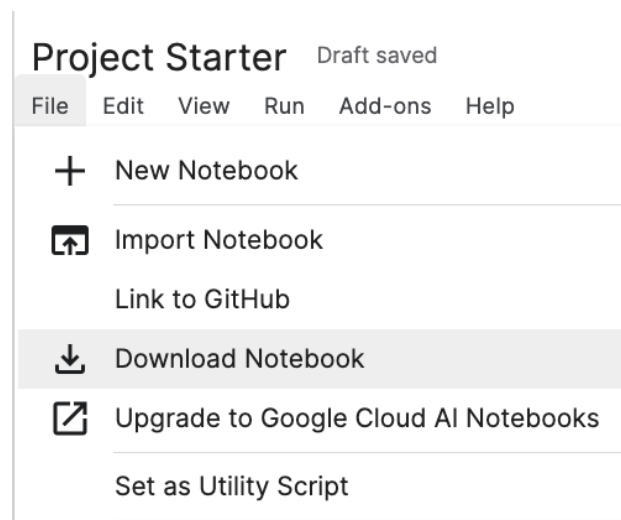 Project Starter Draft saved
File Edit View Run Add-ons Help
New Notebook
Import Notebook
Link to GitHub
Download Notebook
Upgrade to Google Cloud AI Notebooks
Set as Utility Script